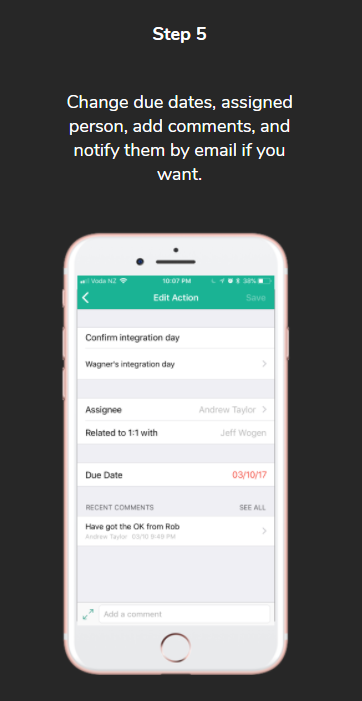 Step 5
Change due dates, assigned
person, add comments, and
notify them by email if you
want.
Voda NZ 10:07 PM 38%
Edit Action Save
Confirm integration day
Wagner's integration day
Assignee Andrew Taylor
Related to 1:1 with Jeff Wogen
Due Date 03/10/17
RECENT COMMENTS SEE ALL
Have got the OK from Rob
Andrew Taylor 03/10 9:49 PM
Add a comment